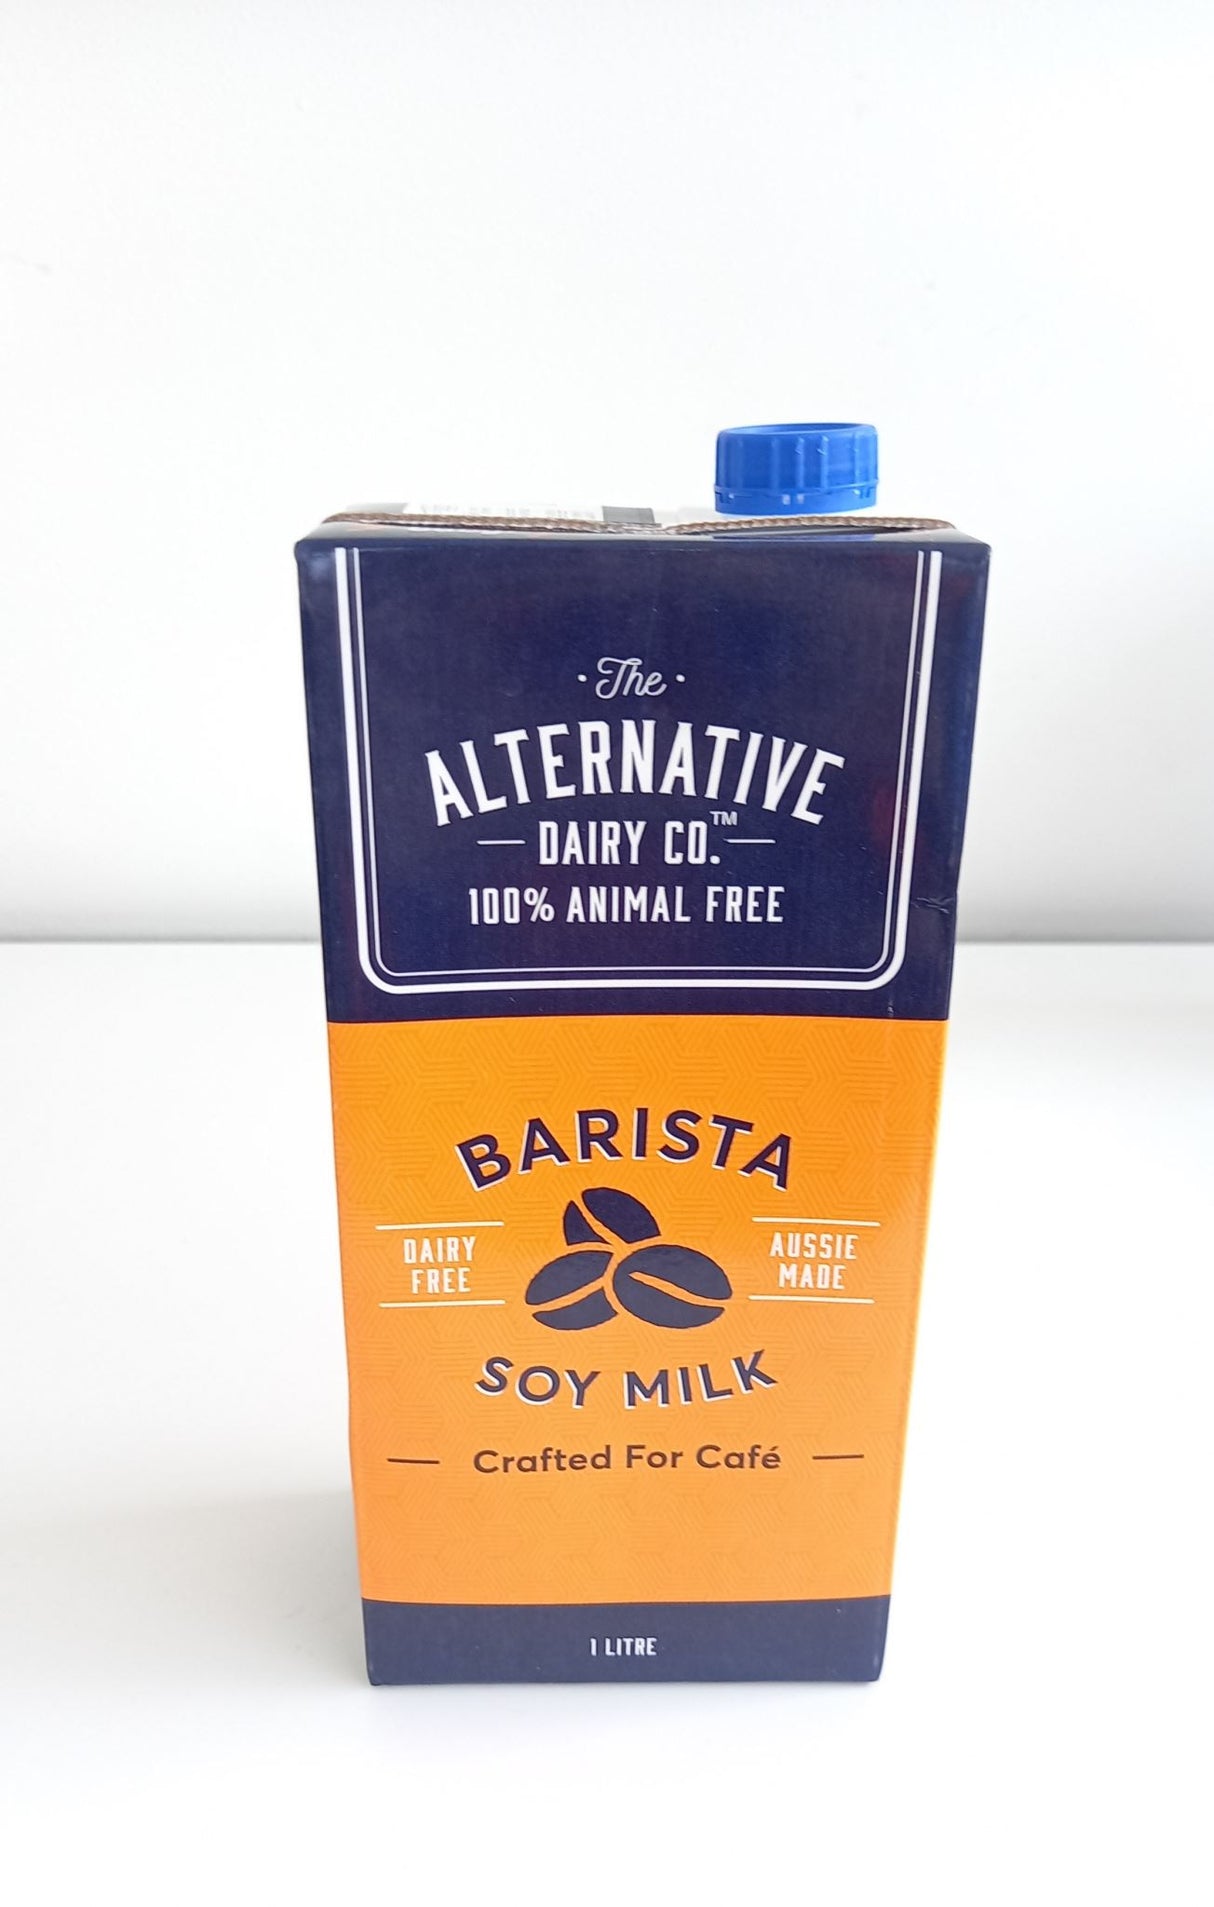 The
ALTERNATIVE
DAIRY CO.™
100% ANIMAL FREE
BARISTA
DAIRY
FREE
AUSSIE
MADE
SOY MILK
Crafted For Café
1 LITRE